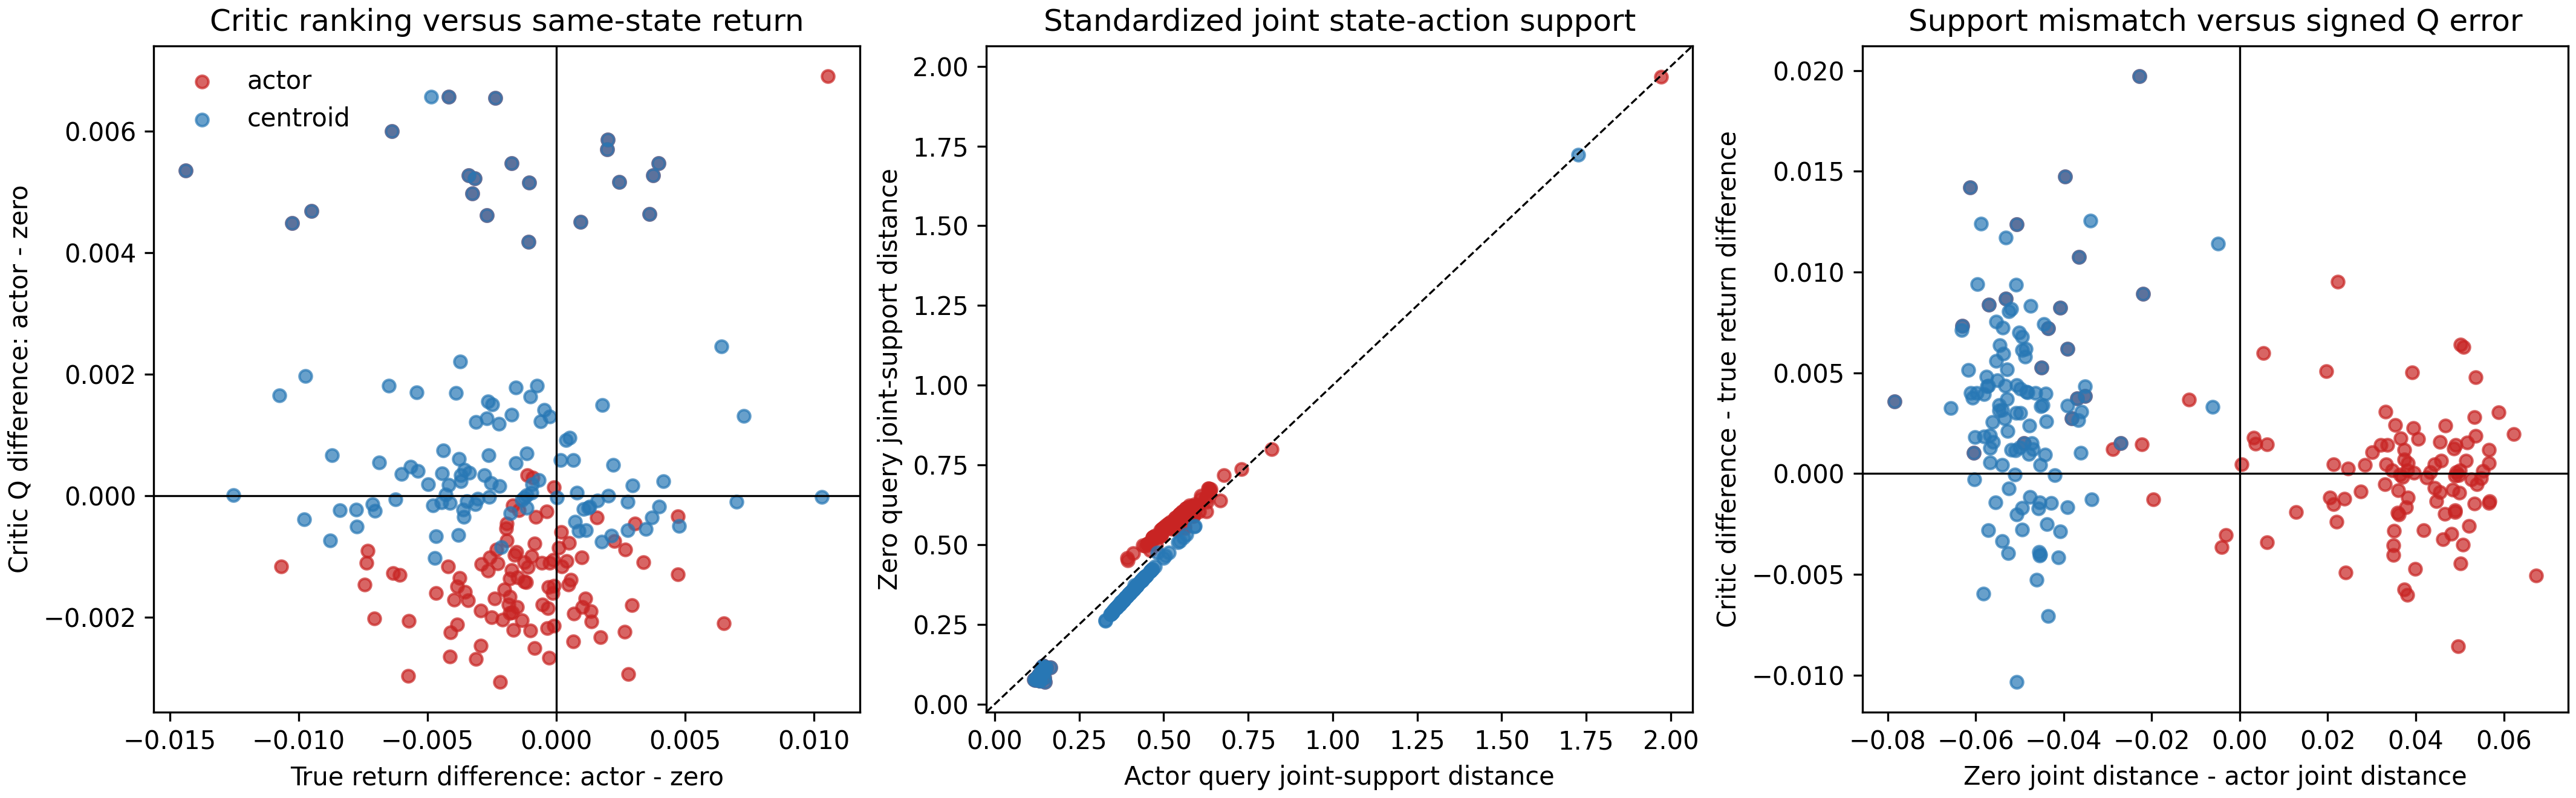 Critic ranking versus same-state return
actor
centroid
0.006
0.004
0.002
0.000
−0.002
Critic Q difference: actor - zero
−0.015 −0.010 −0.005 0.000 0.005 0.010
True return difference: actor - zero
Standardized joint state-action support
2.00
1.75
1.50
1.25
1.00
0.75
0.50
0.25
0.00
Zero query joint-support distance
0.00 0.25 0.50 0.75 1.00 1.25 1.50 1.75 2.00
Actor query joint-support distance
Support mismatch versus signed Q error
0.020
0.015
0.010
0.005
0.000
−0.005
−0.010
Critic difference - true return difference
−0.08 −0.06 −0.04 −0.02 0.00 0.02 0.04 0.06
Zero joint distance - actor joint distance